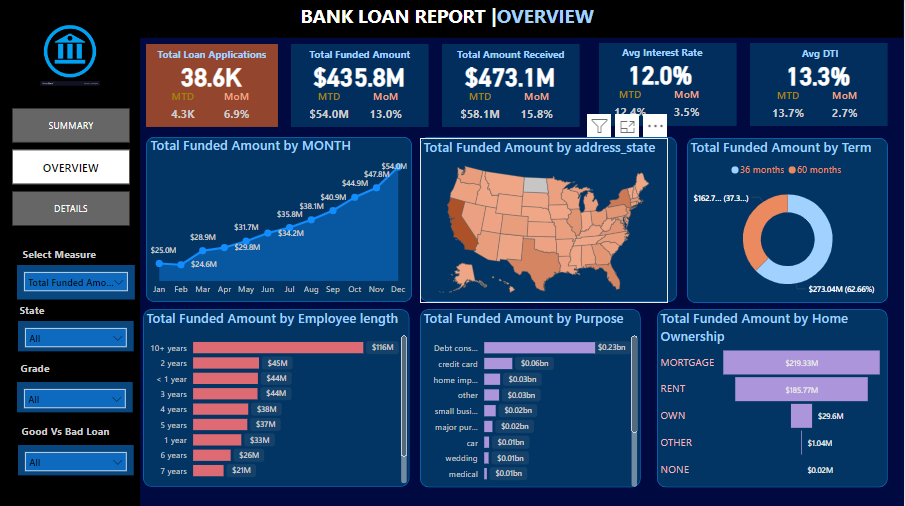 BANK LOAN REPORT |OVERVIEW
SUMMARY
OVERVIEW
DETAILS
Select Measure
Total Funded Amo...
State
All
Grade
All
Good Vs Bad Loan
All
Total Loan Applications
38.6K
MTD MoM
4.3K 6.9%
Total Funded Amount
$435.8M
MTD MoM
$54.0M 13.0%
Total Amount Received
$473.1M
MTD MoM
$58.1M 15.8%
Avg Interest Rate
12.0%
MTD MoM
12.4% 3.5%
Avg DTI
13.3%
MTD MoM
13.7% 2.7%
Total Funded Amount by MONTH
$25.0M
$24.6M
$28.9M
$31.7M
$29.8M
$35.8M
$34.2M
$38.1M
$40.9M
$44.9M
$47.8M
$54.0M
Jan Feb Mar Apr May Jun Jul Aug Sep Oct Nov Dec
Total Funded Amount by address_state
Total Funded Amount by Term
36 months 60 months
$162.7... (37.3...)
$273.04M (62.66%)
Total Funded Amount by Employee length
10+ years $116M
2 years $45M
< 1 year $44M
3 years $44M
4 years $38M
5 years $37M
1 year $33M
6 years $26M
7 years $21M
Total Funded Amount by Purpose
Debt cons... $0.23bn
credit card $0.06bn
home imp... $0.03bn
other $0.03bn
small busi... $0.02bn
major pur... $0.02bn
car $0.01bn
wedding $0.01bn
medical $0.01bn
Total Funded Amount by Home
Ownership
MORTGAGE $219.33M
RENT $185.77M
OWN $29.6M
OTHER $1.04M
NONE $0.02M